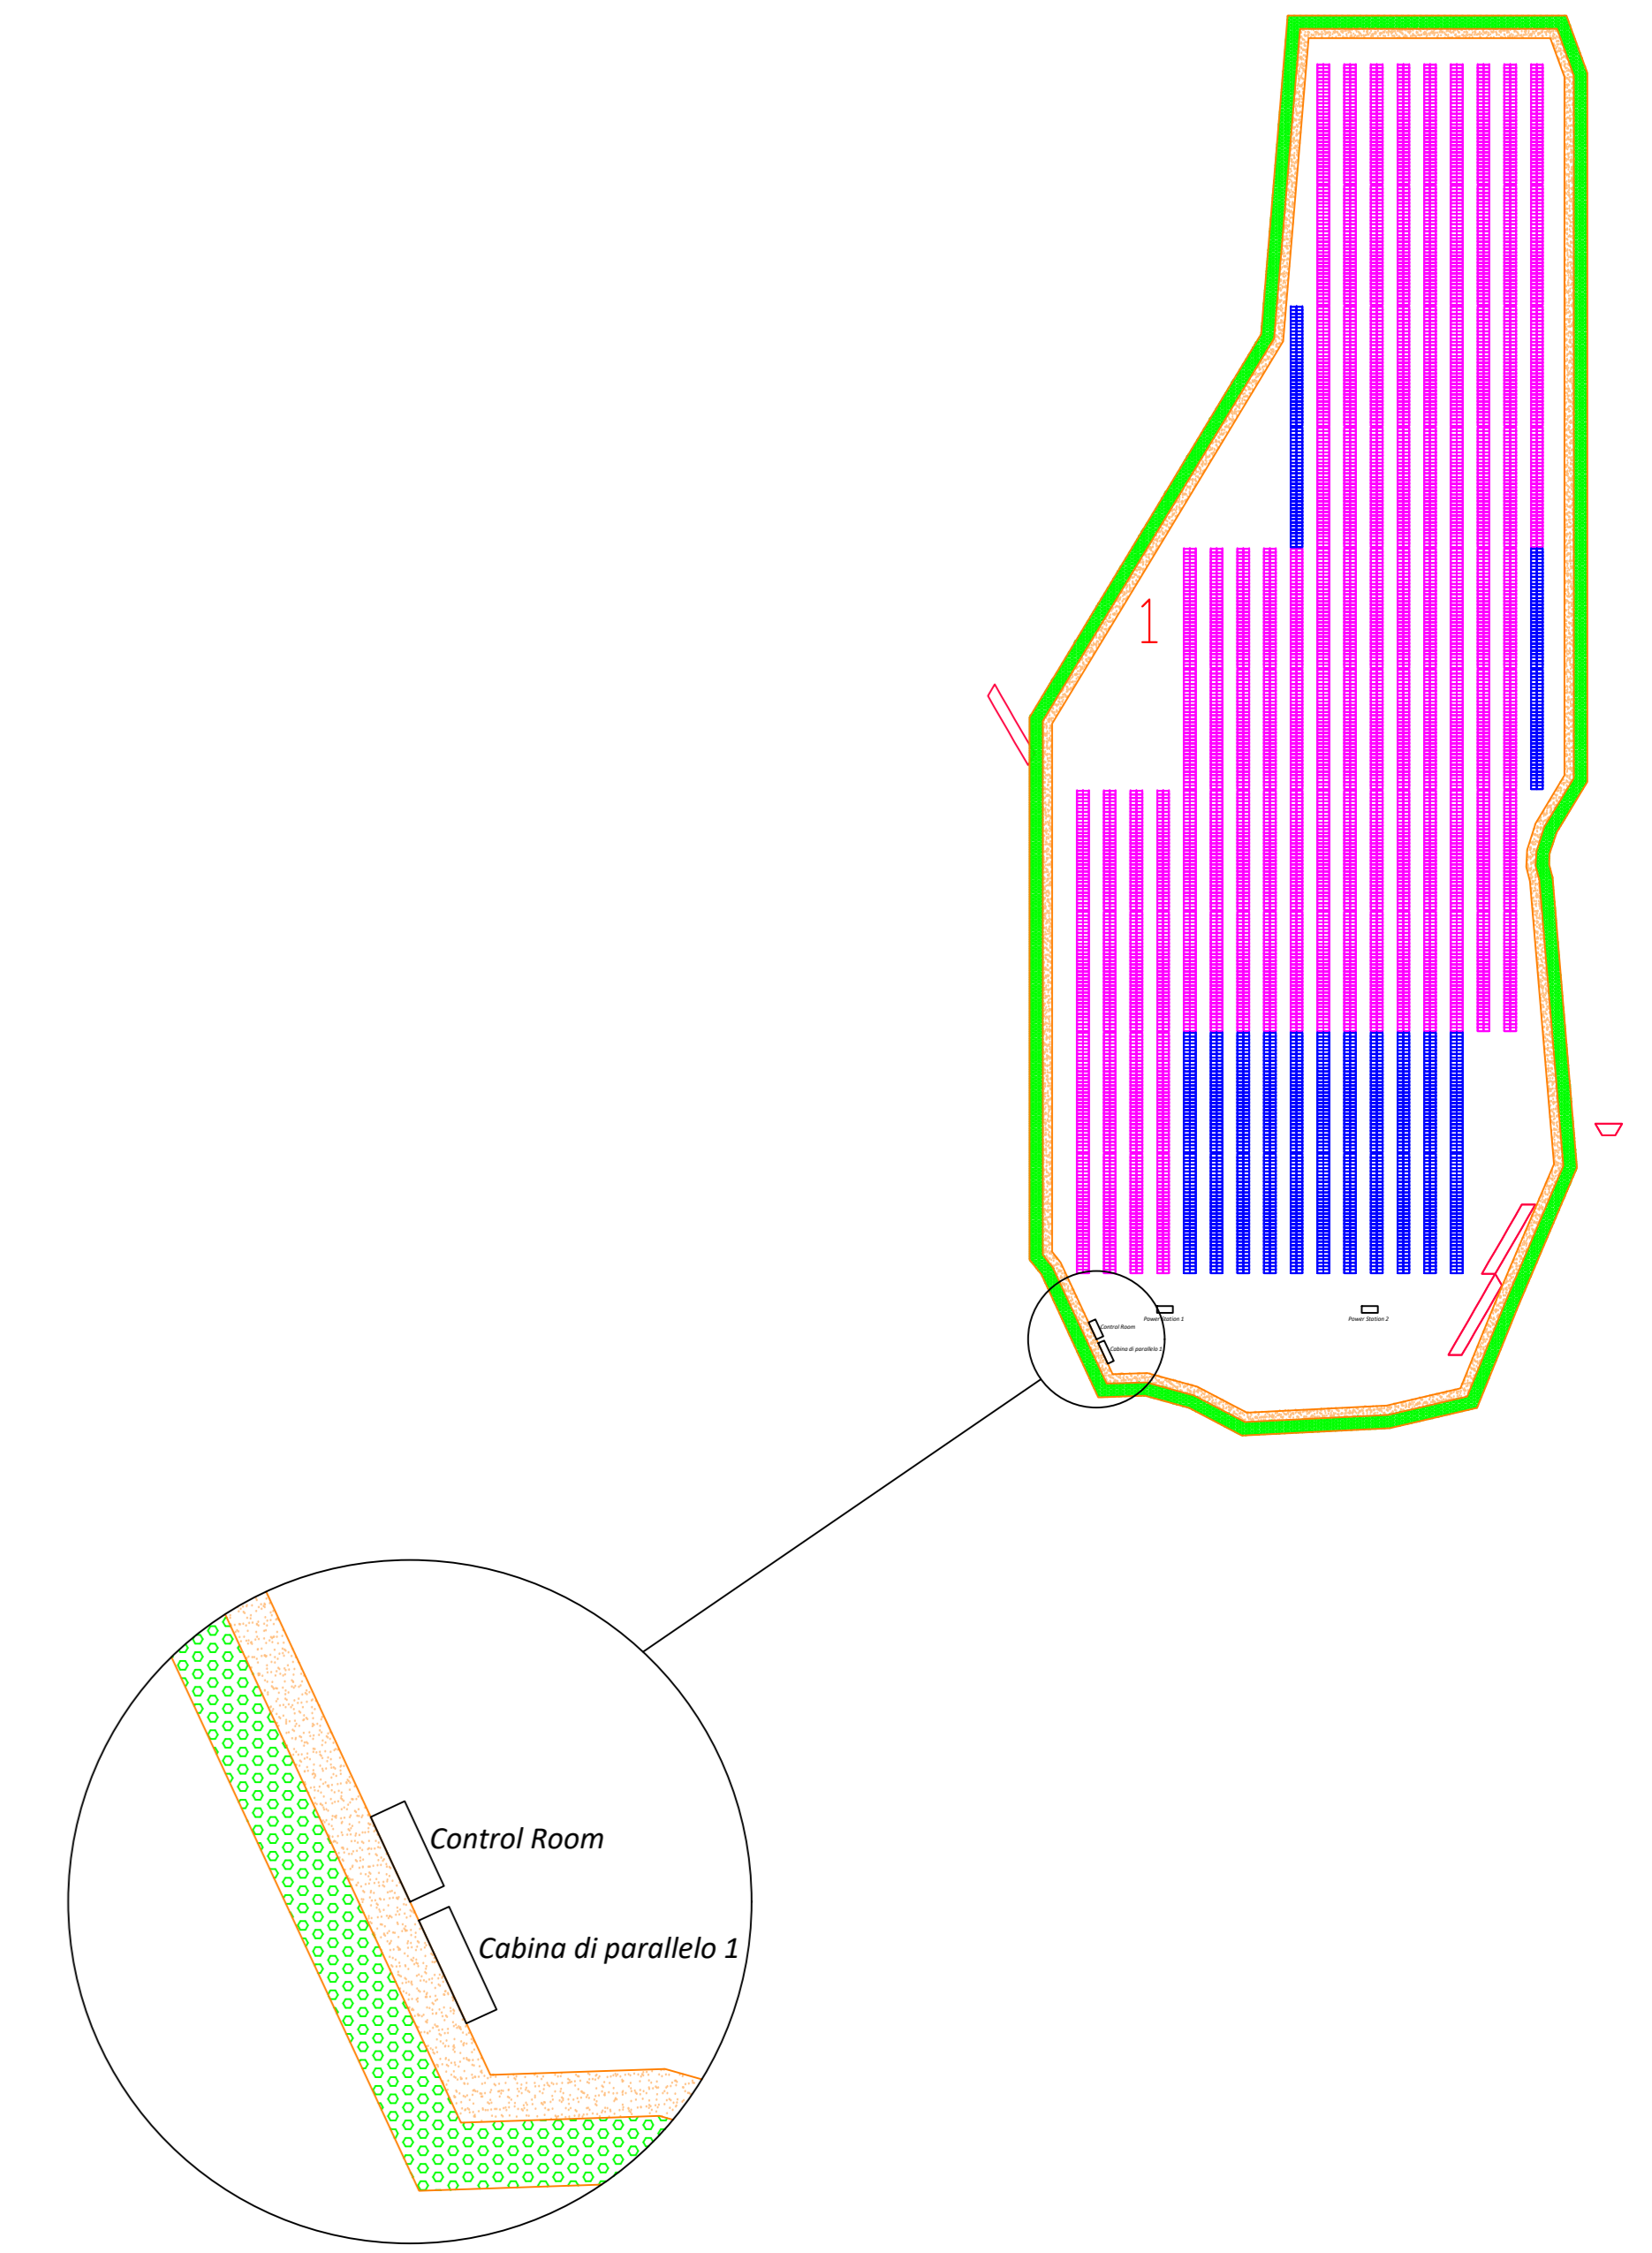 1
Power Station 1
Power Station 2
Control Room
Cabina di parallelo 1
Control Room
Cabina di parallelo 1